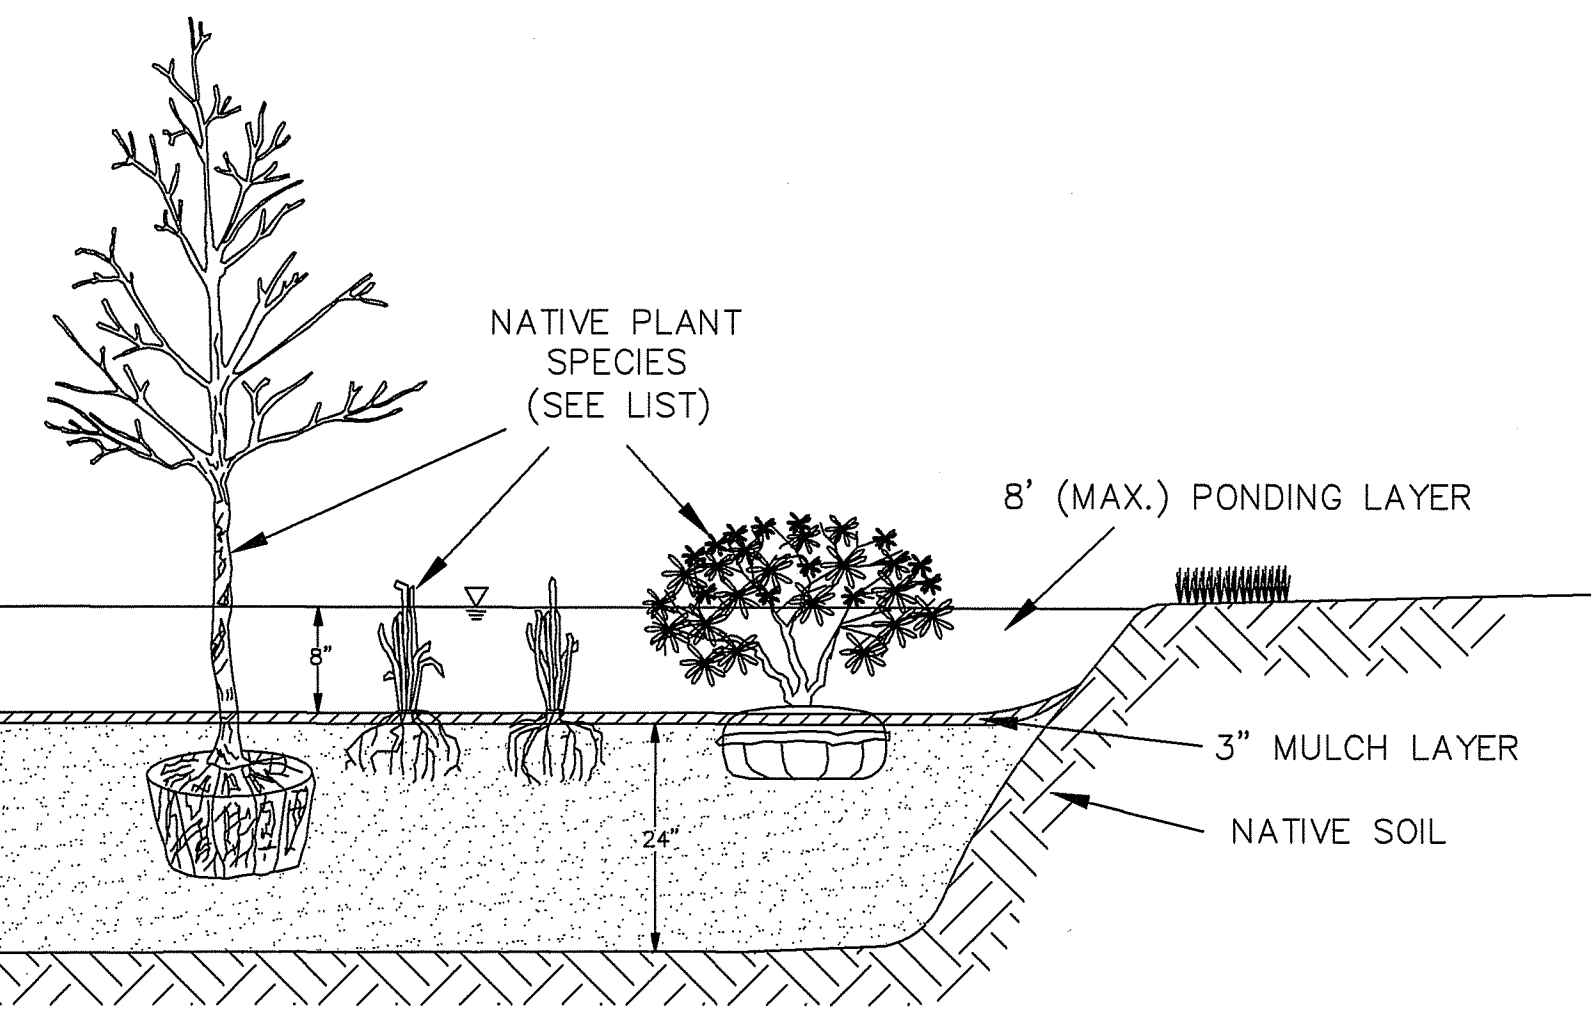 NATIVE PLANT
SPECIES
(SEE LIST)
8' (MAX.) PONDING LAYER
8"
3" MULCH LAYER
24"
NATIVE SOIL